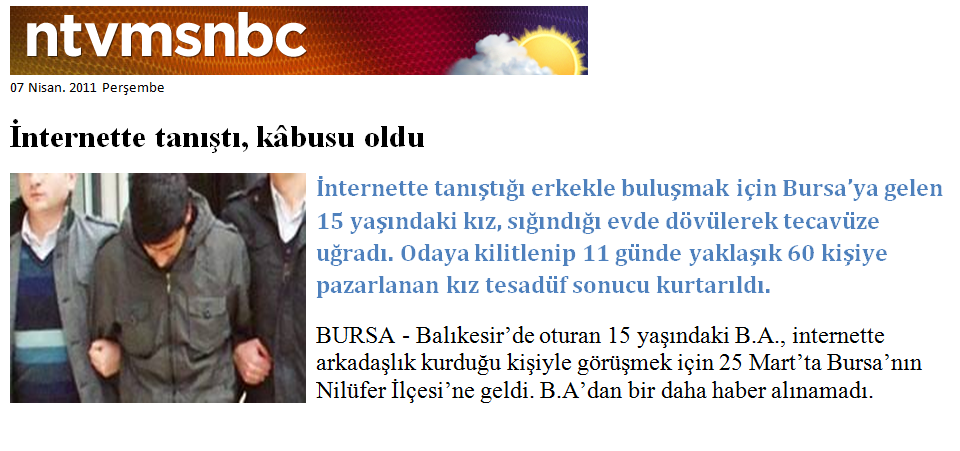 ntvmsnbc
07 Nisan. 2011 Perşembe
İnternette tanıştı, kâbusu oldu
İnternette tanıştığı erkekle buluşmak için Bursa’ya gelen
15 yaşındaki kız, sığındığı evde dövülerek tecavüze
uğradı. Odaya kilitlenip 11 günde yaklaşık 60 kişiye
pazarlanan kız tesadüf sonucu kurtarıldı.
BURSA - Balıkesir’de oturan 15 yaşındaki B.A., internette
arkadaşlık kurduğu kişiyle görüşmek için 25 Mart’ta Bursa’nın
Nilüfer İlçesi’ne geldi. B.A’dan bir daha haber alınamadı.